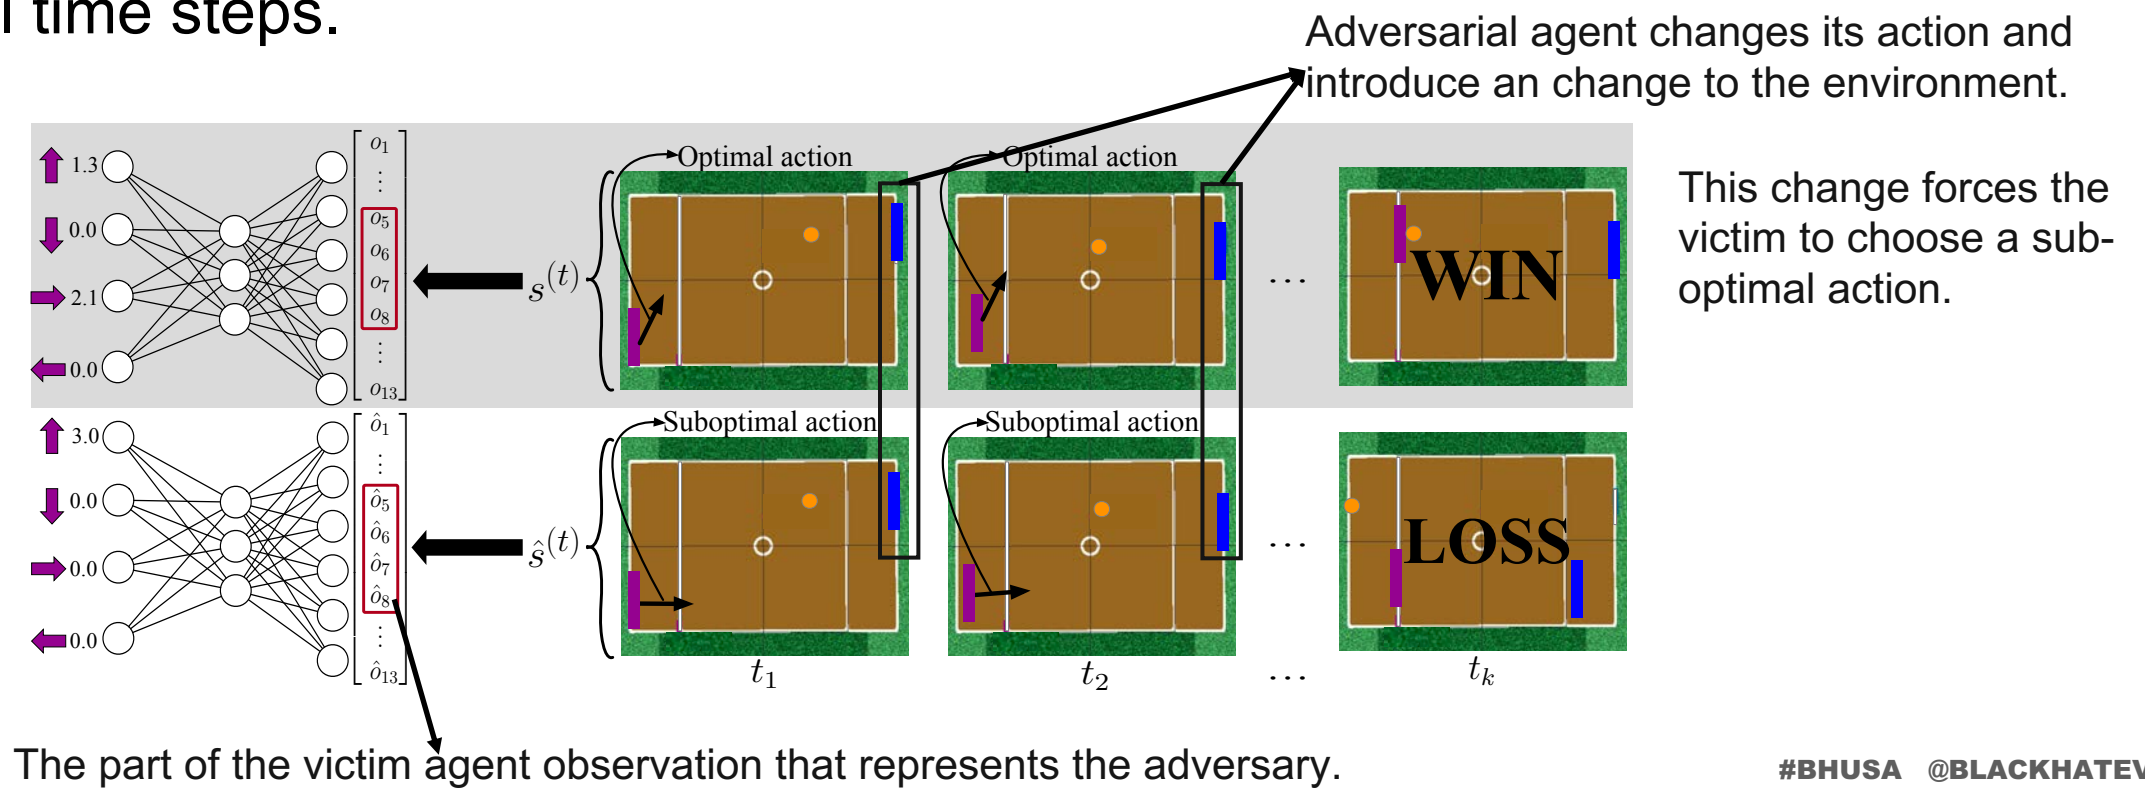 l time steps.
Adversarial agent changes its action and
introduce an change to the environment.
This change forces the
victim to choose a sub-
optimal action.
1.3
0.0
2.1
0.0
o₁
⋮
o₅
o₆
o₇
o₈
⋮
o₁₃
s⁽ᵗ⁾
Optimal action
Optimal action
...
WIN
3.0
0.0
0.0
0.0
ô₁
⋮
ô₅
ô₆
ô₇
ô₈
⋮
ô₁₃
ŝ⁽ᵗ⁾
Suboptimal action
Suboptimal action
...
LOSS
t₁
t₂
...
tₖ
The part of the victim agent observation that represents the adversary.
#BHUSA @BLACKHATEV